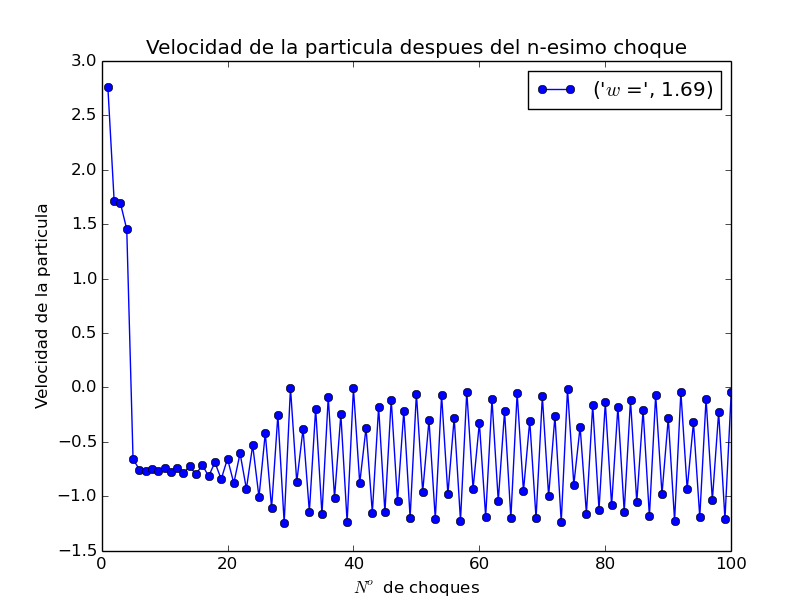 Velocidad de la particula despues del n-esimo choque
('w =', 1.69)
Velocidad de la particula
3.0
2.5
2.0
1.5
1.0
0.5
0.0
−0.5
−1.0
−1.5
0 20 40 60 80 100
Nº de choques